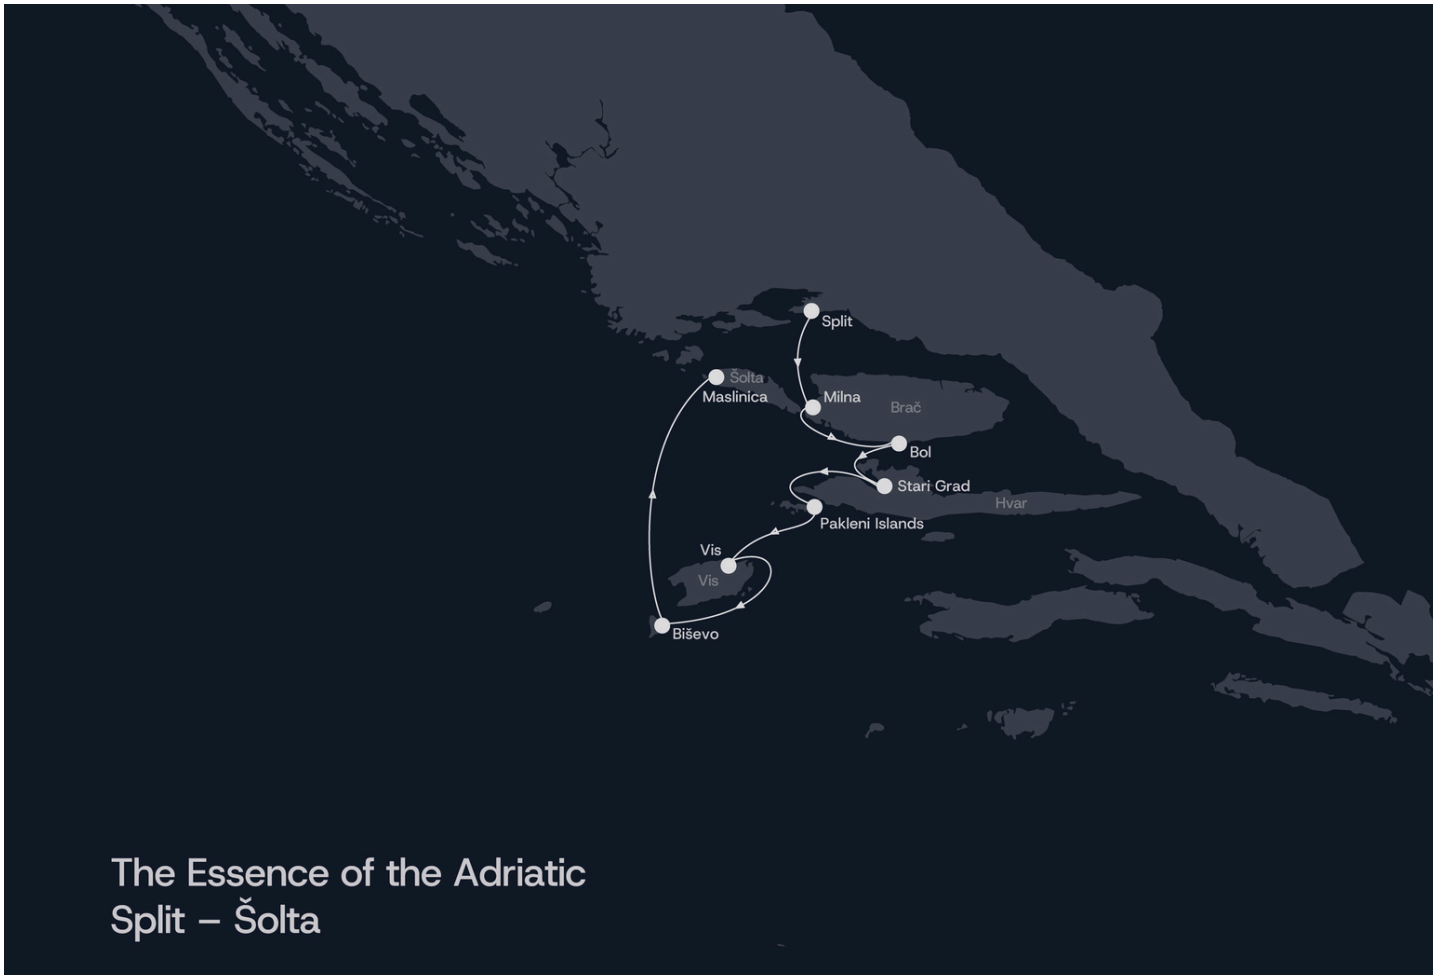 Split
Šolta
Maslinica
Milna
Brač
Bol
Stari Grad
Hvar
Pakleni Islands
Vis
Vis
Biševo
The Essence of the Adriatic
Split – Šolta